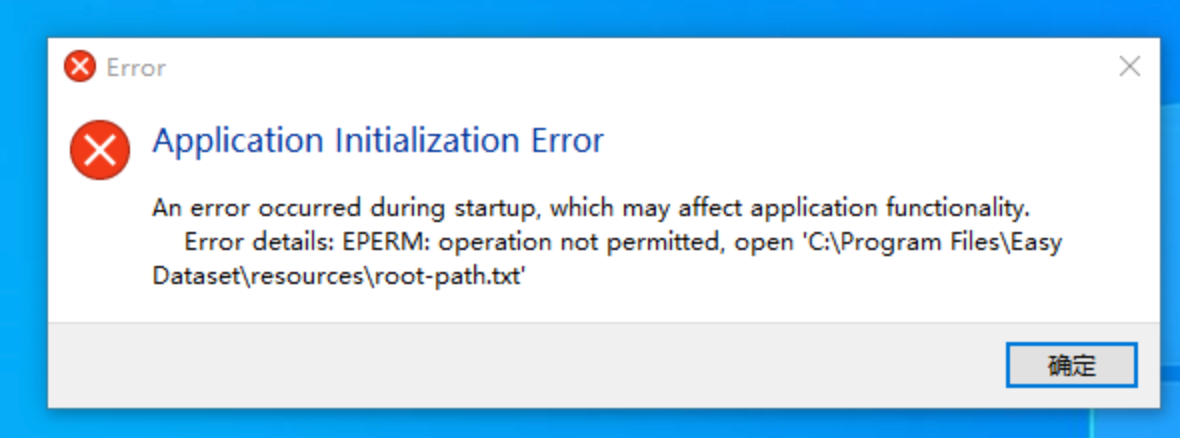 Error
Application Initialization Error
An error occurred during startup, which may affect application functionality.
Error details: EPERM: operation not permitted, open 'C:\Program Files\Easy
Dataset\resources\root-path.txt'
确定